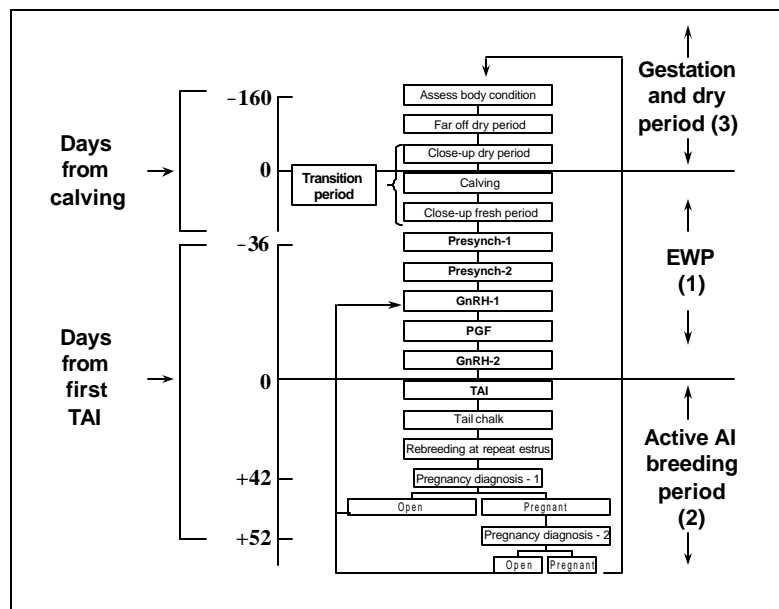 Days
from
calving
Days
from
first
TAI
-160
0
-36
0
+42
+52
Transition
period
Assess body condition
Far off dry period
Close-up dry period
Calving
Close-up fresh period
Presynch-1
Presynch-2
GnRH-1
PGF
GnRH-2
TAI
Tail chalk
Rebreeding at repeat estrus
Pregnancy diagnosis - 1
Open
Pregnant
Pregnancy diagnosis - 2
Open
Pregnant
Gestation
and dry
period (3)
EWP
(1)
Active AI
breeding
period
(2)